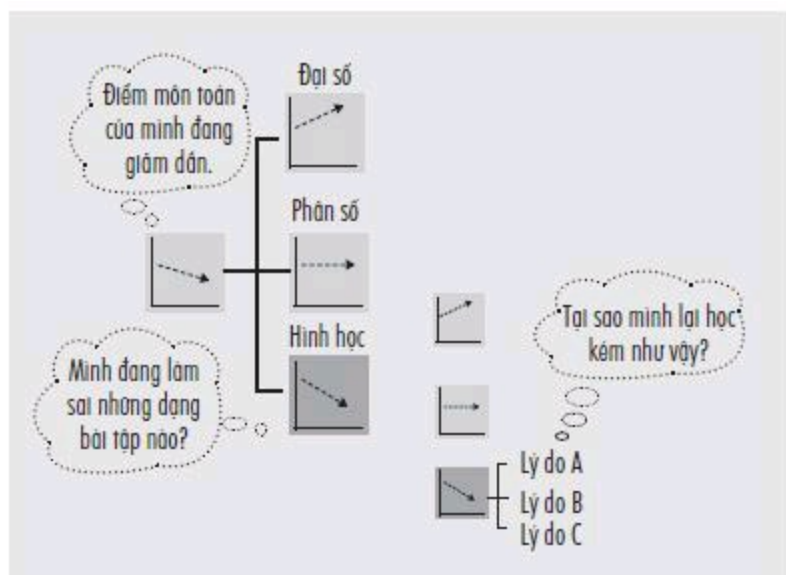 Điểm môn toán
của mình đang
giảm dần.
Đại số
Phân số
Hình học
Mình đang làm
sai những dạng
bài tập nào?
Tại sao mình lại học
kém như vậy?
Lý do A
Lý do B
Lý do C